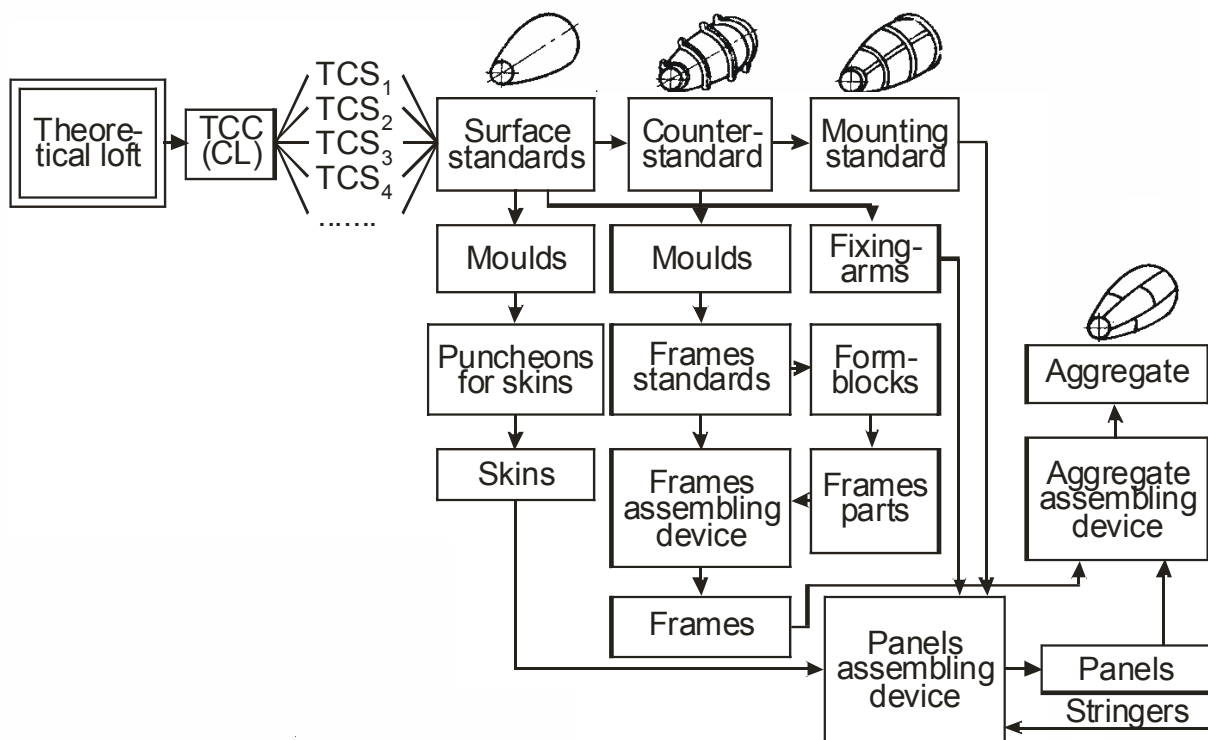 Theore-
tical loft
TCC
(CL)
TCS1
TCS2
TCS3
TCS4
.......
Surface
standards
Counter-
standard
Mounting
standard
Moulds
Moulds
Fixing-
arms
Puncheons
for skins
Frames
standards
Form-
blocks
Aggregate
Skins
Frames
assembling
device
Frames
parts
Aggregate
assembling
device
Frames
Panels
assembling
device
Panels
Stringers